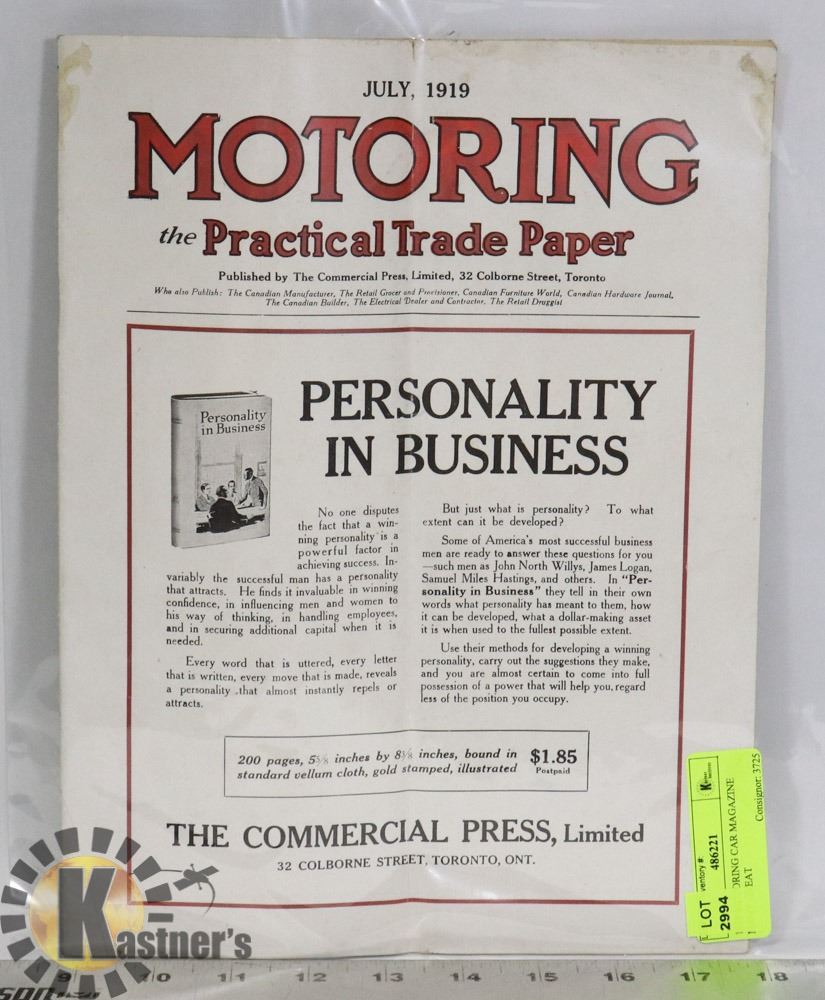 JULY, 1919
MOTORING
the Practical Trade Paper
Published by The Commercial Press, Limited, 32 Colborne Street, Toronto
Who also Publish: The Canadian Manufacturer, The Retail Grocer and Provisioner, Canadian Furniture World, Canadian Hardware Journal,
The Canadian Builder, The Electrical Dealer and Contractor, The Retail Druggist
Personality
in Business
PERSONALITY
IN BUSINESS
No one disputes
the fact that a win-
ning personality is a
powerful factor in
achieving success. In-
variably the successful man has a personality
that attracts. He finds it invaluable in winning
confidence, in influencing men and women to
his way of thinking, in handling employees,
and in securing additional capital when it is
needed.
Every word that is uttered, every letter
that is written, every move that is made, reveals
a personality that almost instantly repels or
attracts.
But just what is personality? To what
extent can it be developed?
Some of America's most successful business
men are ready to answer these questions for you
—such men as John North Willys, James Logan,
Samuel Miles Hastings, and others. In "Per-
sonality in Business" they tell in their own
words what personality has meant to them, how
it can be developed, what a dollar-making asset
it is when used to the fullest possible extent.
Use their methods for developing a winning
personality, carry out the suggestions they make,
and you are almost certain to come into full
possession of a power that will help you, regard
less of the position you occupy.
200 pages, 5⅝ inches by 8⅜ inches, bound in
standard vellum cloth, gold stamped, illustrated
$1.85
Postpaid
THE COMMERCIAL PRESS, Limited
32 COLBORNE STREET, TORONTO, ONT.
LOT
2994
ventory #:
486221
ORING CAR MAGAZINE
EAT
Consignor: 3725
Kastner's
9 10 11 12 13 14 15 16 17 18